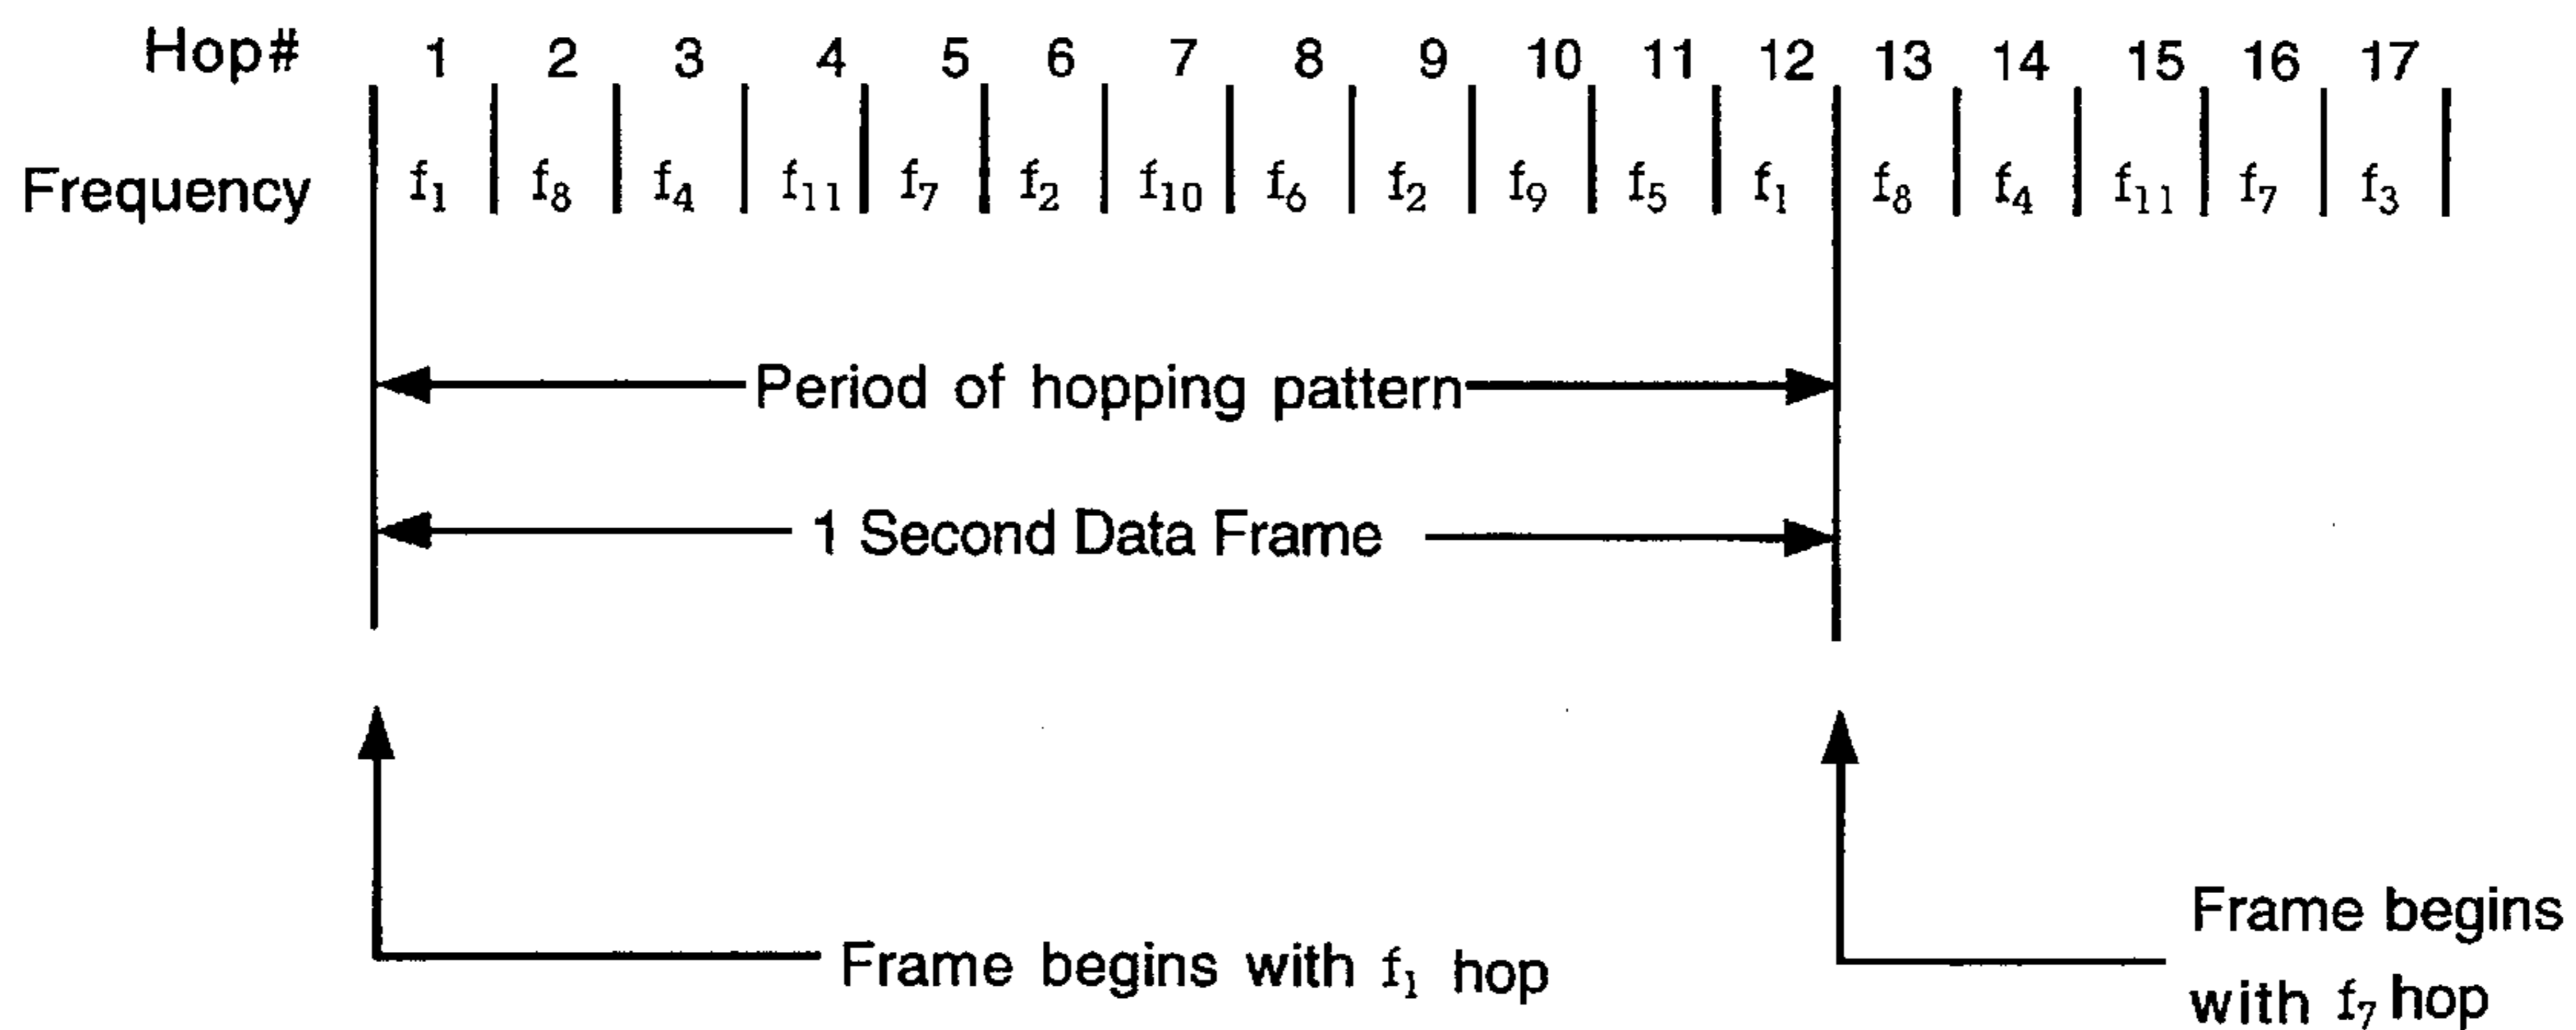 Hop# 1 2 3 4 5 6 7 8 9 10 11 12 13 14 15 16 17
Frequency f₁ f₈ f₄ f₁₁ f₇ f₂ f₁₀ f₆ f₂ f₉ f₅ f₁ f₈ f₄ f₁₁ f₇ f₃
Period of hopping pattern
1 Second Data Frame
Frame begins with f₁ hop
Frame begins
with f₇ hop